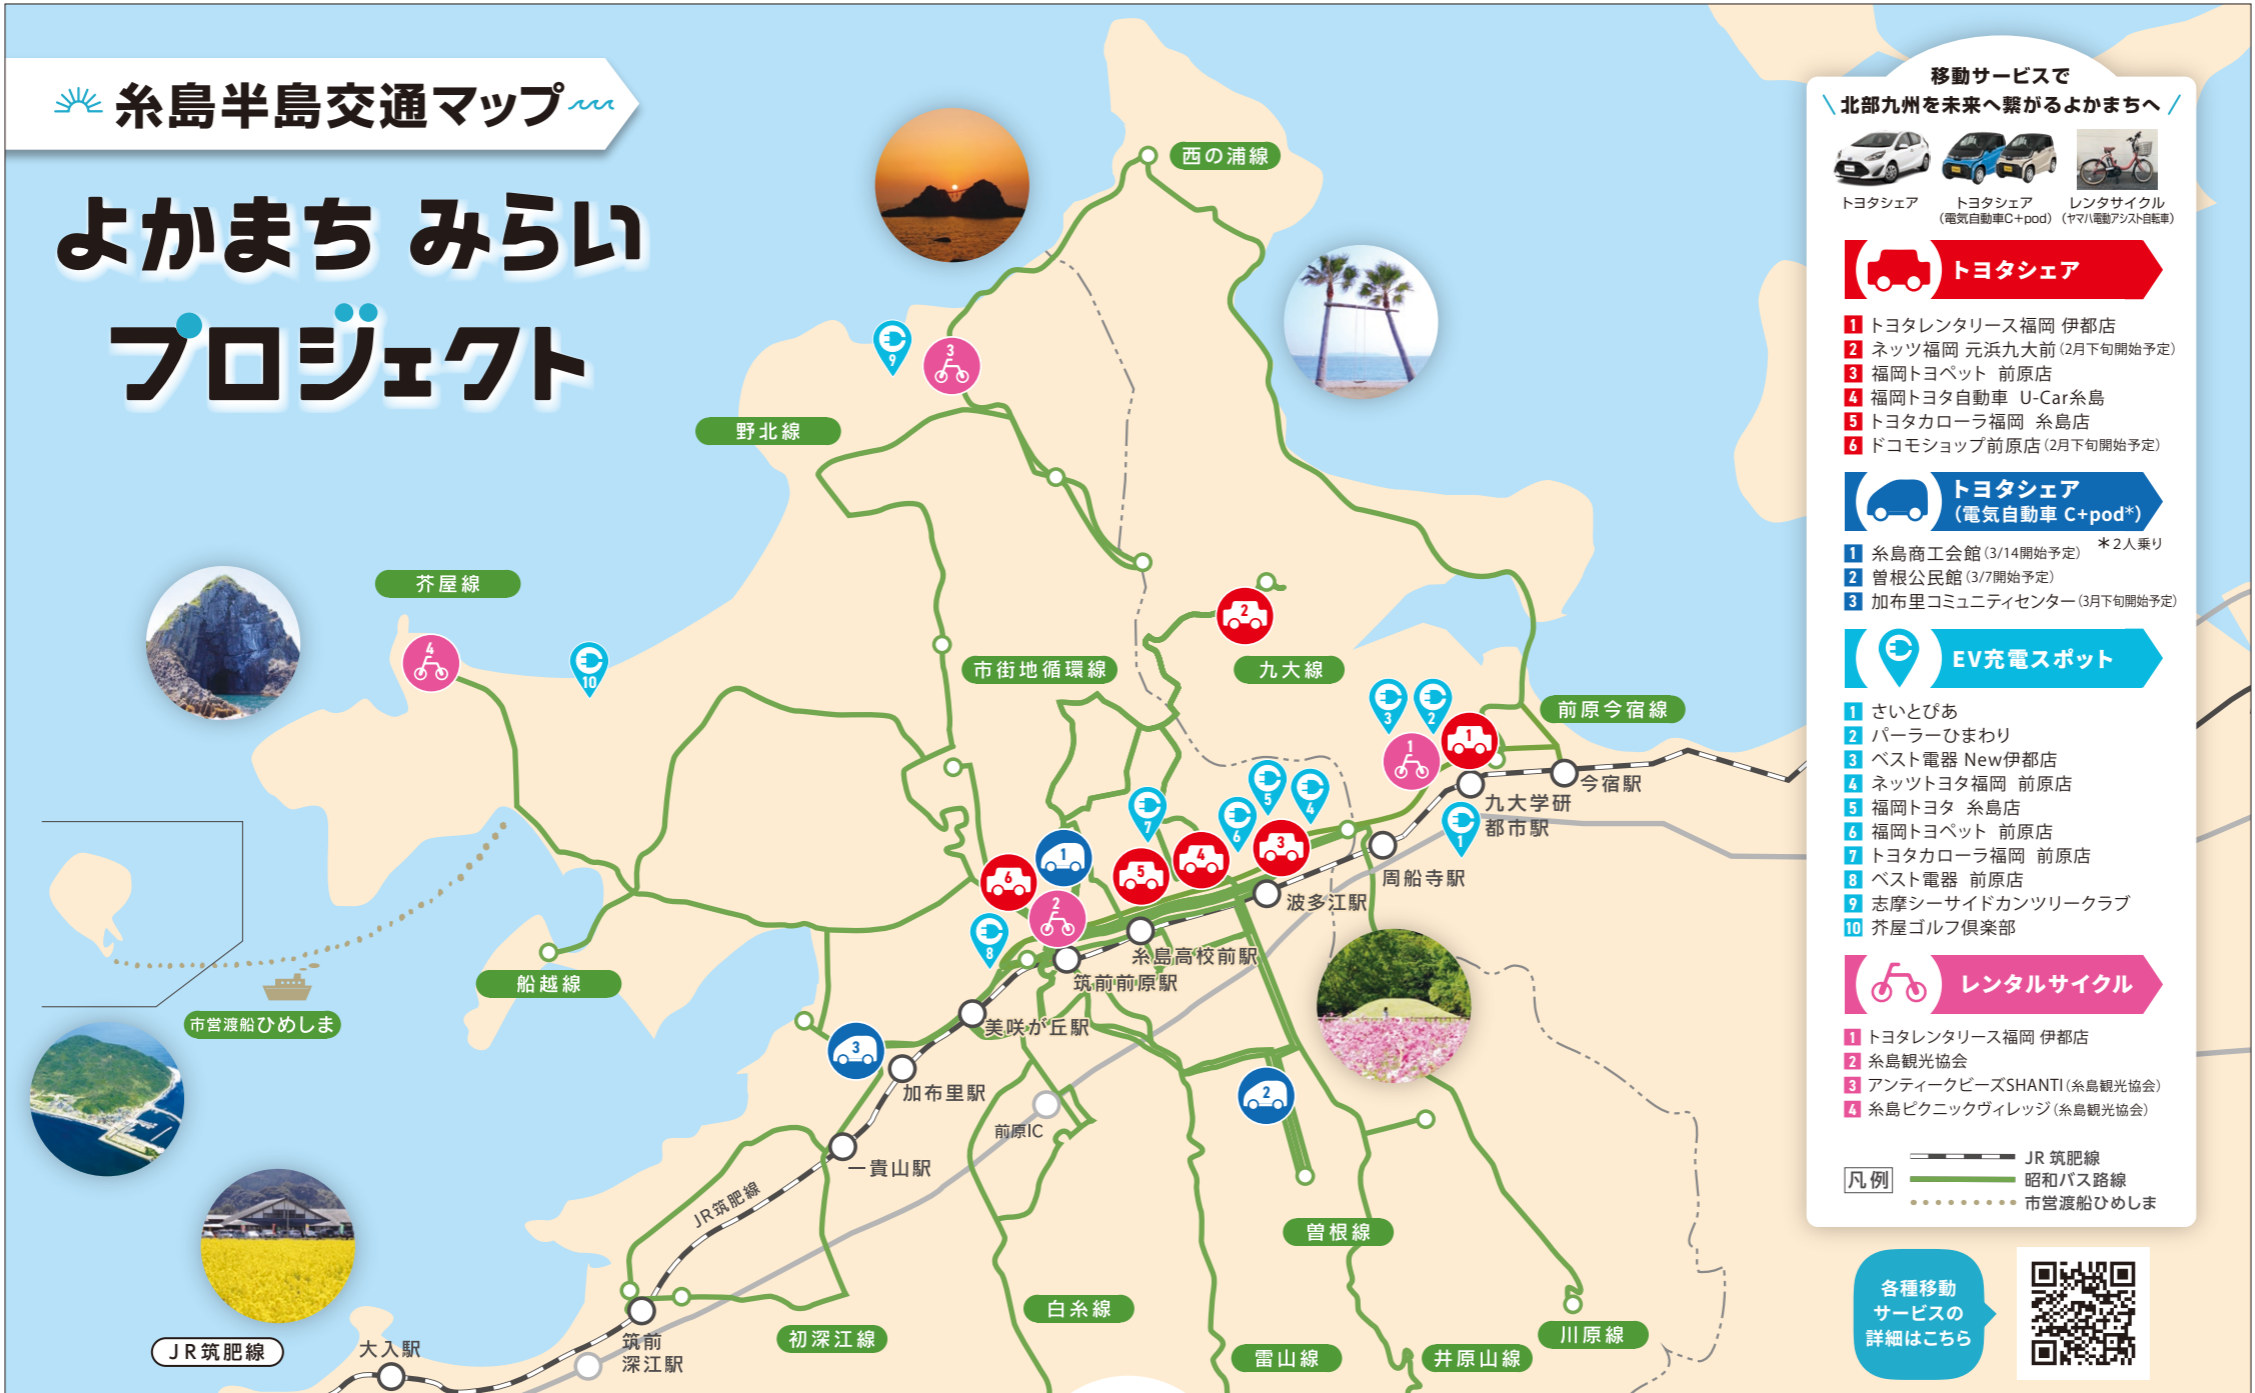 糸島半島交通マップ
よかまち みらい
プロジェクト
西の浦線
野北線
芥屋線
市街地循環線
九大線
前原今宿線
今宿駅
九大学研
都市駅
周船寺駅
波多江駅
糸島高校前駅
筑前前原駅
美咲が丘駅
加布里駅
前原IC
一貴山駅
JR筑肥線
筑前
深江駅
大入駅
JR筑肥線
船越線
市営渡船ひめしま
初深江線
白糸線
雷山線
曽根線
井原山線
川原線
9
3
4
10
2
3
2
1
1
1
5
4
6
7
3
4
5
1
6
2
8
3
2
移動サービスで
北部九州を未来へ繋がるよかまちへ
トヨタシェア
トヨタシェア
(電気自動車C+pod)
レンタサイクル
(ヤマハ電動アシスト自転車)
トヨタシェア
1 トヨタレンタリース福岡 伊都店
2 ネッツ福岡 元浜九大前(2月下旬開始予定)
3 福岡トヨペット 前原店
4 福岡トヨタ自動車 U-Car糸島
5 トヨタカローラ福岡 糸島店
6 ドコモショップ前原店(2月下旬開始予定)
トヨタシェア
(電気自動車 C+pod*)
*2人乗り
1 糸島商工会館(3/14開始予定)
2 曽根公民館(3/7開始予定)
3 加布里コミュニティセンター(3月下旬開始予定)
EV充電スポット
1 さいとぴあ
2 パーラーひまわり
3 ベスト電器 New伊都店
4 ネッツトヨタ福岡 前原店
5 福岡トヨタ 糸島店
6 福岡トヨペット 前原店
7 トヨタカローラ福岡 前原店
8 ベスト電器 前原店
9 志摩シーサイドカンツリークラブ
10 芥屋ゴルフ倶楽部
レンタルサイクル
1 トヨタレンタリース福岡 伊都店
2 糸島観光協会
3 アンティークビーズSHANTI(糸島観光協会)
4 糸島ピクニックヴィレッジ(糸島観光協会)
凡例
JR 筑肥線
昭和バス路線
市営渡船ひめしま
各種移動
サービスの
詳細はこちら